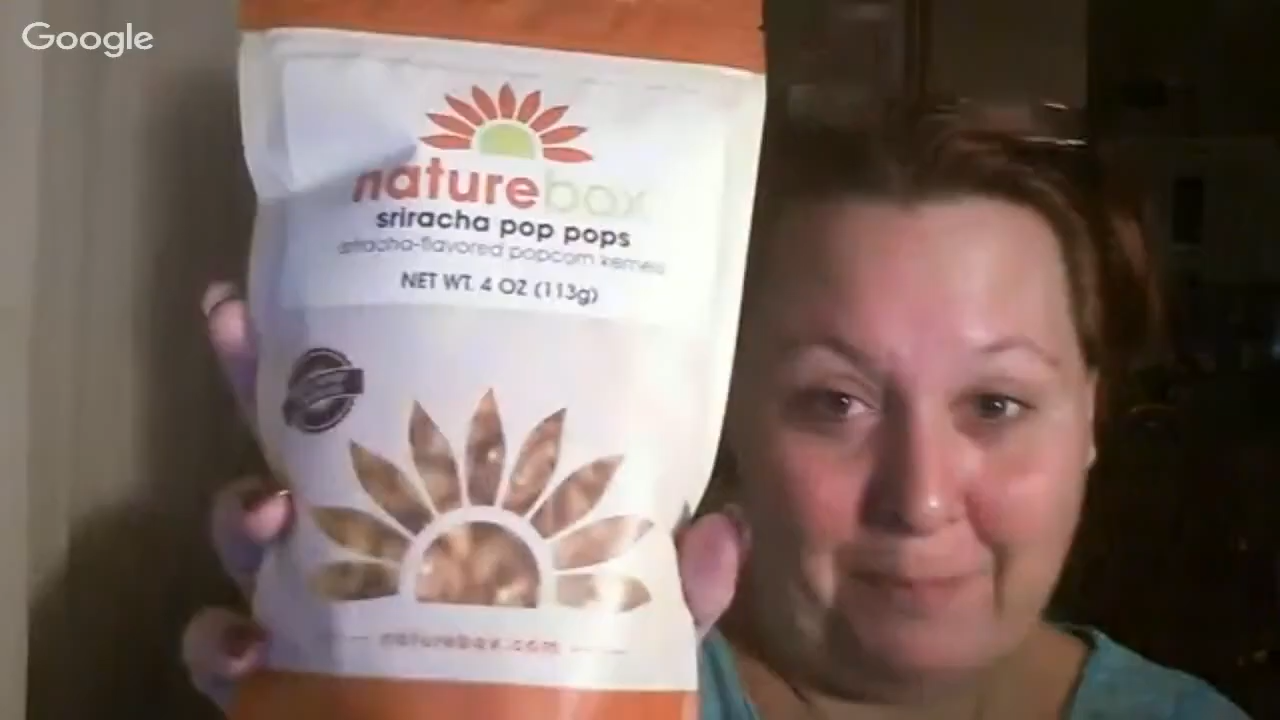 Google
naturebox
sriracha pop pops
sriracha-flavored popcorn kernels
NET WT. 4 OZ (113g)
naturebox.com